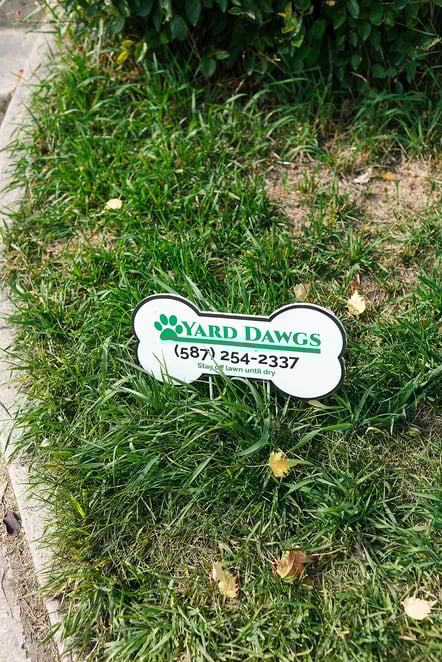 YARD DAWGS
(587) 254-2337
Stay off lawn until dry